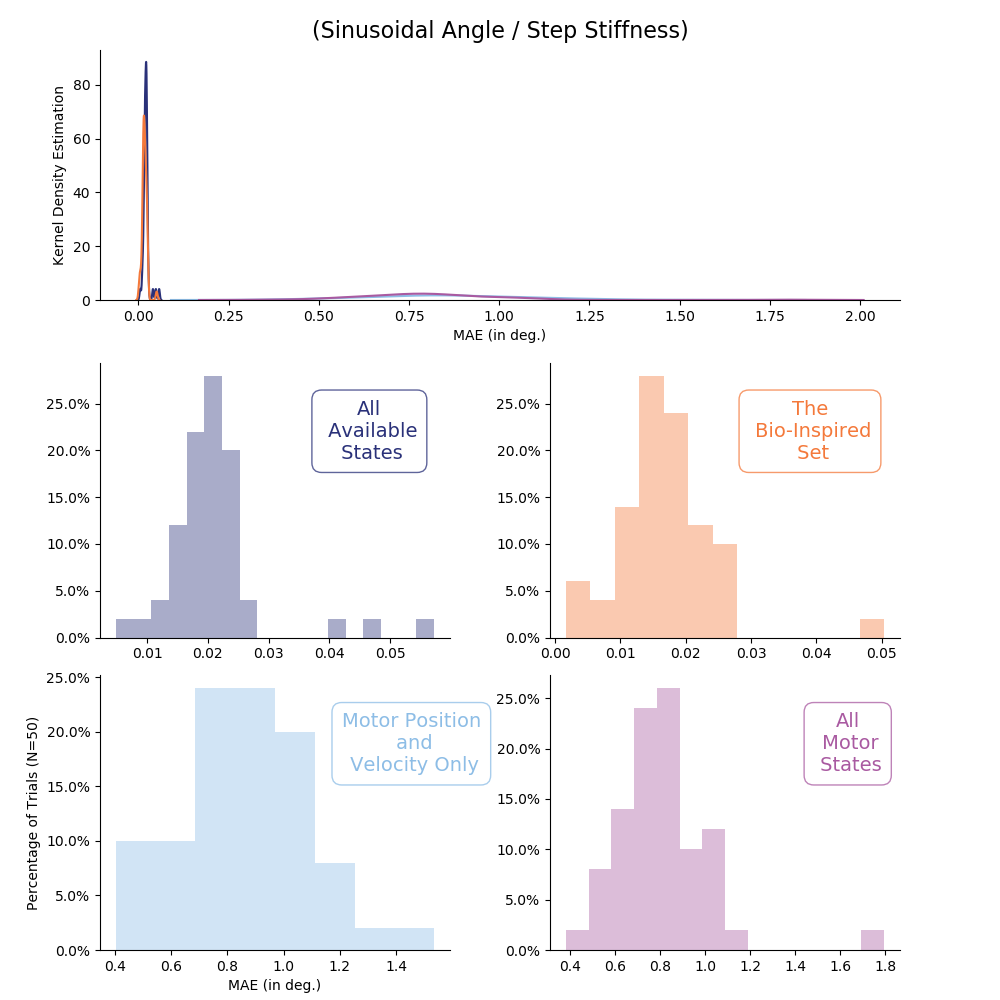 (Sinusoidal Angle / Step Stiffness)
Kernel Density Estimation
80
60
40
20
0
0.00 0.25 0.50 0.75 1.00 1.25 1.50 1.75 2.00
MAE (in deg.)
25.0%
20.0%
15.0%
10.0%
5.0%
0.0%
0.01 0.02 0.03 0.04 0.05
All
Available
States
25.0%
20.0%
15.0%
10.0%
5.0%
0.0%
0.00 0.01 0.02 0.03 0.04 0.05
The
Bio-Inspired
Set
Percentage of Trials (N=50)
25.0%
20.0%
15.0%
10.0%
5.0%
0.0%
0.4 0.6 0.8 1.0 1.2 1.4
MAE (in deg.)
Motor Position
and
Velocity Only
25.0%
20.0%
15.0%
10.0%
5.0%
0.0%
0.4 0.6 0.8 1.0 1.2 1.4 1.6 1.8
All
Motor
States